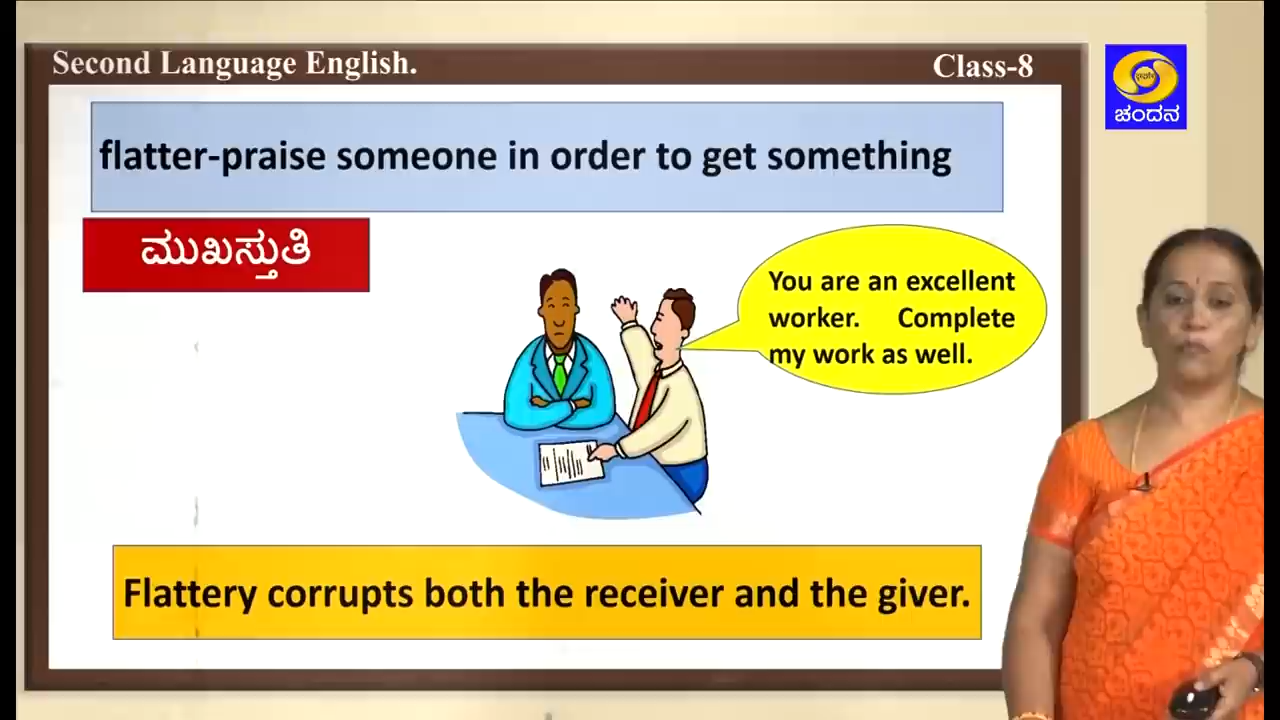 Second Language English.
Class-8
ಚಂದನ
flatter-praise someone in order to get something
ಮುಖಸ್ತುತಿ
You are an excellent
worker. Complete
my work as well.
Flattery corrupts both the receiver and the giver.